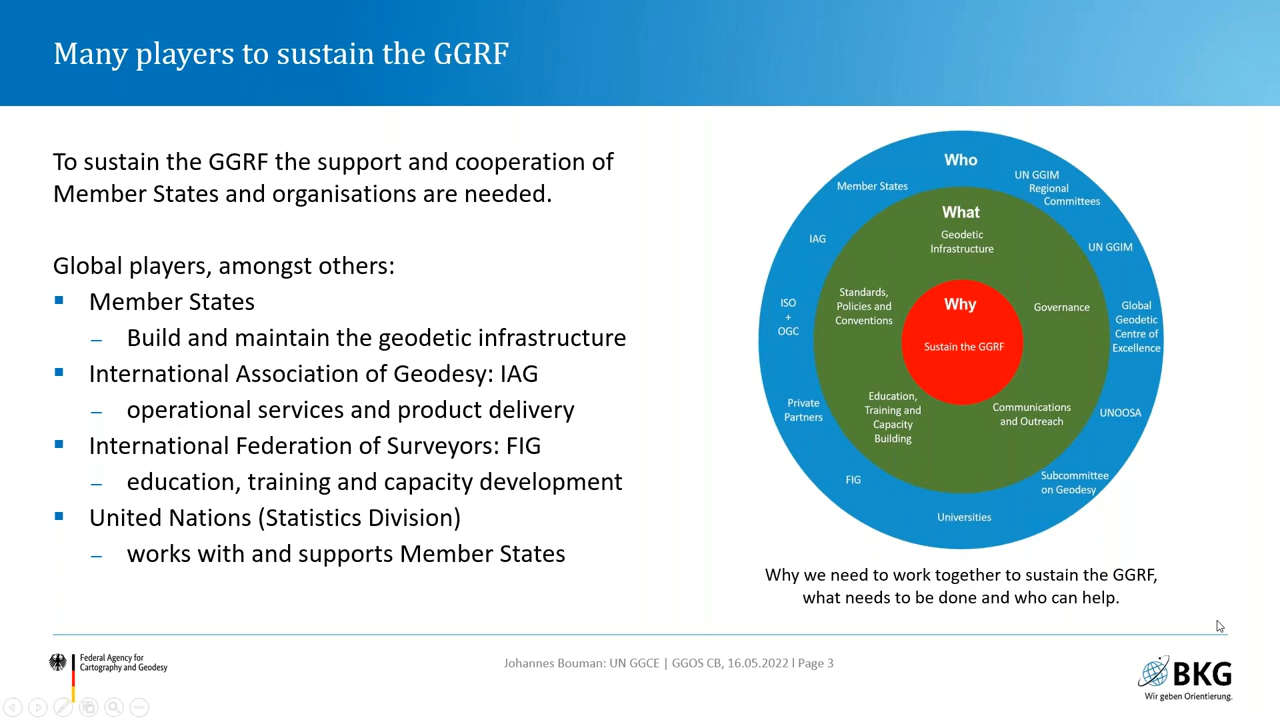 Many players to sustain the GGRF
To sustain the GGRF the support and cooperation of
Member States and organisations are needed.
Global players, amongst others:
Member States
– Build and maintain the geodetic infrastructure
International Association of Geodesy: IAG
– operational services and product delivery
International Federation of Surveyors: FIG
– education, training and capacity development
United Nations (Statistics Division)
– works with and supports Member States
Who
Member States
UN GGIM
Regional
Committees
IAG
UN GGIM
ISO
+
OGC
Global
Geodetic
Centre of
Excellence
Private
Partners
UNOOSA
FIG
Subcommittee
on Geodesy
Universities
What
Geodetic
Infrastructure
Standards,
Policies and
Conventions
Governance
Education,
Training and
Capacity
Building
Communications
and Outreach
Why
Sustain the GGRF
Why we need to work together to sustain the GGRF,
what needs to be done and who can help.
Federal Agency for
Cartography and Geodesy
Johannes Bouman: UN GGCE | GGOS CB, 16.05.2022 I Page 3
BKG
Wir geben Orientierung.